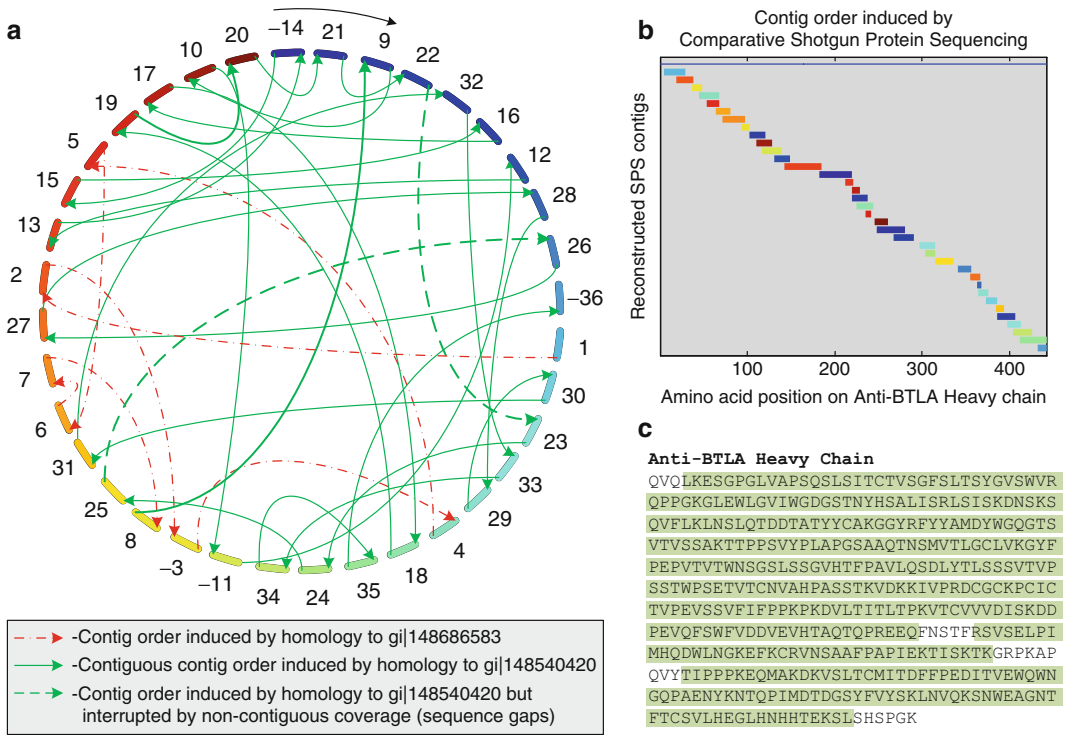 a
−14
21
9
22
32
16
12
28
26
−36
1
30
23
33
29
4
18
35
24
34
−11
−3
8
25
31
6
7
27
2
13
15
5
19
17
10
20
-Contig order induced by homology to gi|148686583
-Contiguous contig order induced by homology to gi|148540420
-Contig order induced by homology to gi|148540420 but
interrupted by non-contiguous coverage (sequence gaps)
b
Contig order induced by
Comparative Shotgun Protein Sequencing
Reconstructed SPS contigs
100
200
250
300
400
Amino acid position on Anti-BTLA Heavy chain
c
Anti-BTLA Heavy Chain
QVQLKESGPGLVAPSQSLSITCTVSGFSLTSYGVSWVR
QPPGKGLEWLGVIWGDGSTNYHSALISRLSISKDNSKS
QVFLKLNSLQTDDTATYYCAKGGYRFYYAMDYWGQGTS
VTVSSAKTTPPSVYPLAPGSAAQTNSMVTLGCLVKGYF
PEPVTVTWNSGSLSSGVHTFPAVLQSDLYTLSSSVTVP
SSTWPSETVTCNVAHPASSTKVDKKIVPRDCGCKPCIC
TVPEVSSVFIFPPKPKDVLTITLTPKVTCVVVDISKDD
PEVQFSWFVDDVEVHTAQTQPREEQFNSTFRSVSELPI
MHQDWLNGKEFKCRVNSAAFPAPIEKTISKTKGRPKAP
QVYTIPPPKEQMAKDKVSLTCMITDFFPEDITVEWQWN
GQPAENYKNTQPIMDTDGSYFVYSKLNVQKSNWEAGNT
FTCSVLHEGLHNHHTEKSLSHSPGK